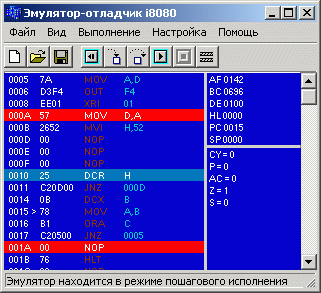 Эмулятор-отладчик i8080
Файл Вид Выполнение Настройка Помощь
0005 7A MOV A,D
0006 D3F4 OUT F4
0008 EE01 XRI 01
000A 57 MOV D,A
000B 2652 MVI H,52
000D 00 NOP
000E 00 NOP
000F 00 NOP
0010 25 DCR H
0011 C20D00 JNZ 000D
0014 0B DCX B
0015 > 78 MOV A,B
0016 B1 ORA C
0017 C20500 JNZ 0005
001A 00 NOP
001B 76 HLT
AF 0142
BC 0696
DE 0100
HL 0000
PC 0015
SP 0000
CY = 0
P = 0
AC = 0
Z = 1
S = 0
Эмулятор находится в режиме пошагового исполнения